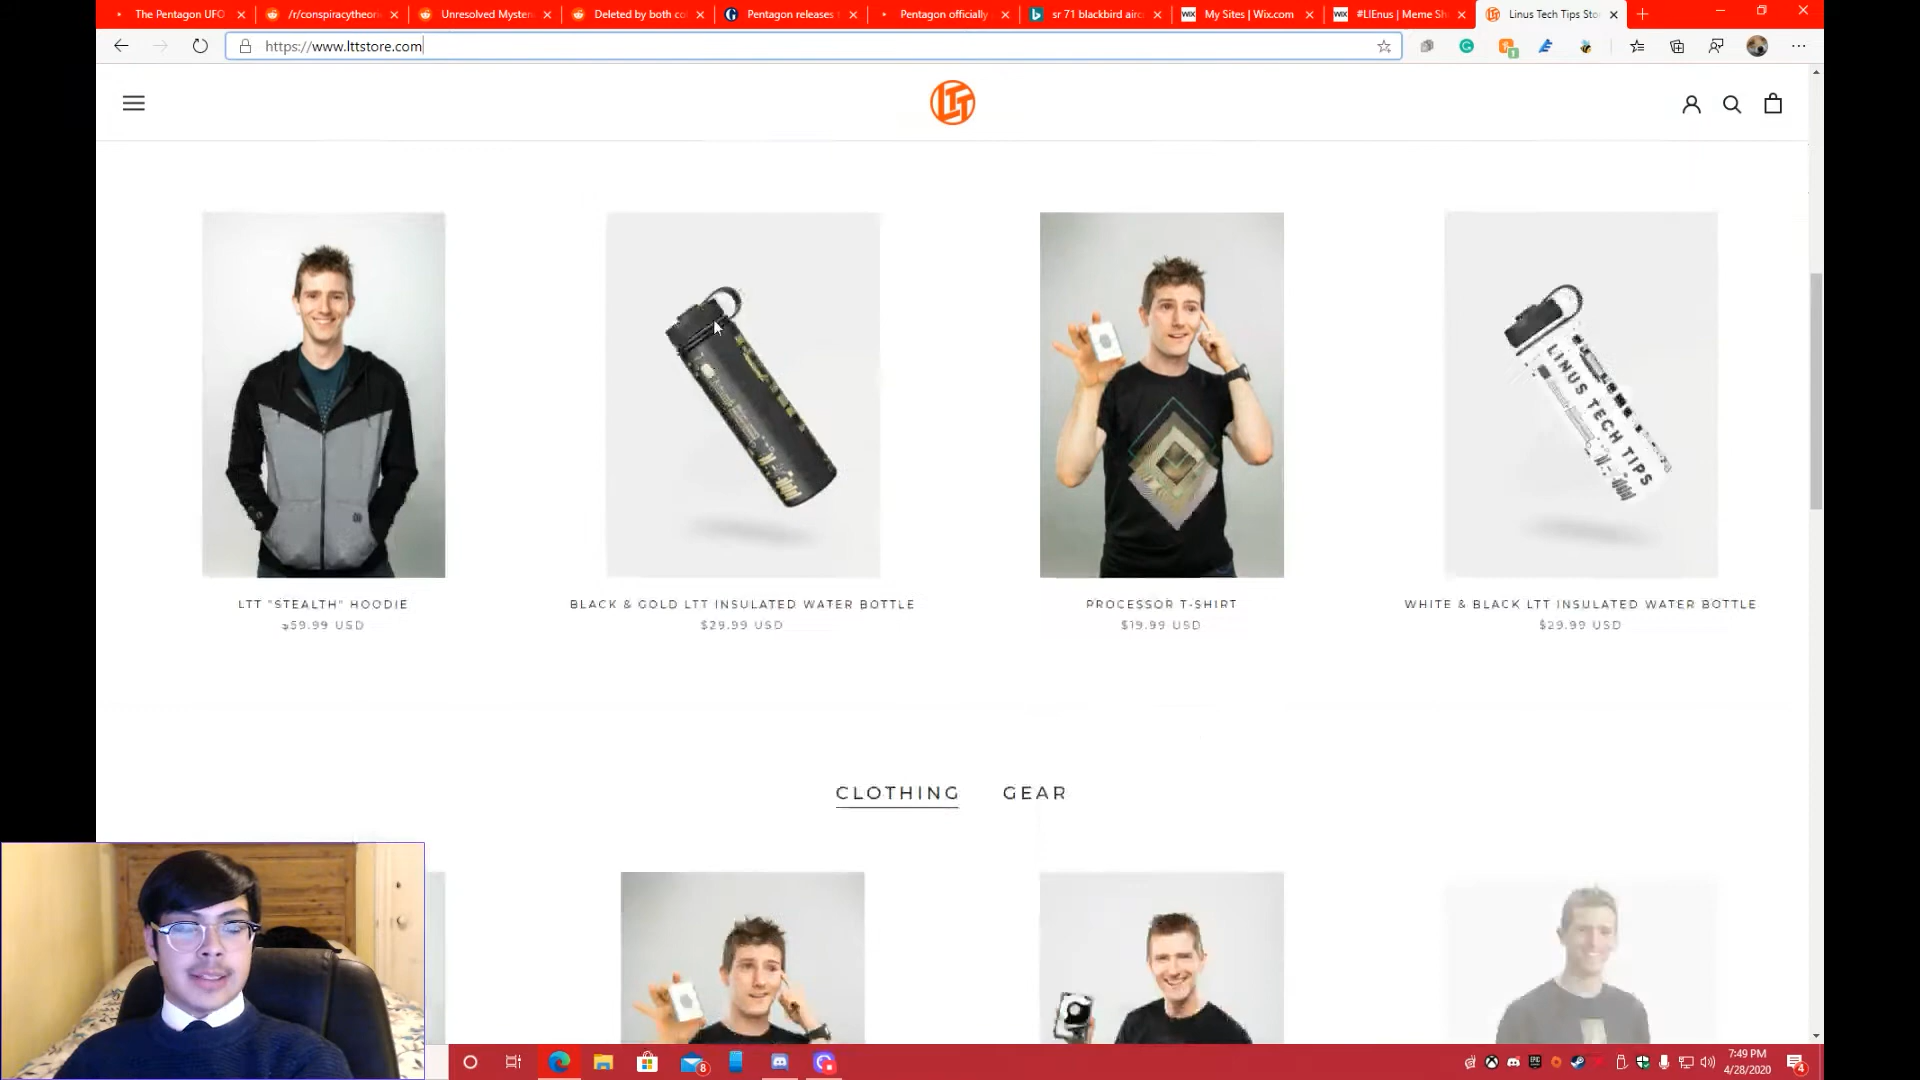 The Pentagon UFO
/r/conspiracytheori
Unresolved Myster
Deleted by both co
Pentagon releases
Pentagon officially
sr 71 blackbird airc
My Sites | Wix.com
#LIEnus | Meme Sh
Linus Tech Tips Sto
https://www.lttstore.com
LTT
LINUS TECH TIPS
LTT "STEALTH" HOODIE
BLACK & GOLD LTT INSULATED WATER BOTTLE
PROCESSOR T-SHIRT
WHITE & BLACK LTT INSULATED WATER BOTTLE
$59.99 USD
$29.99 USD
$19.99 USD
$29.99 USD
CLOTHING
GEAR
8
7:49 PM
4/28/2020
4